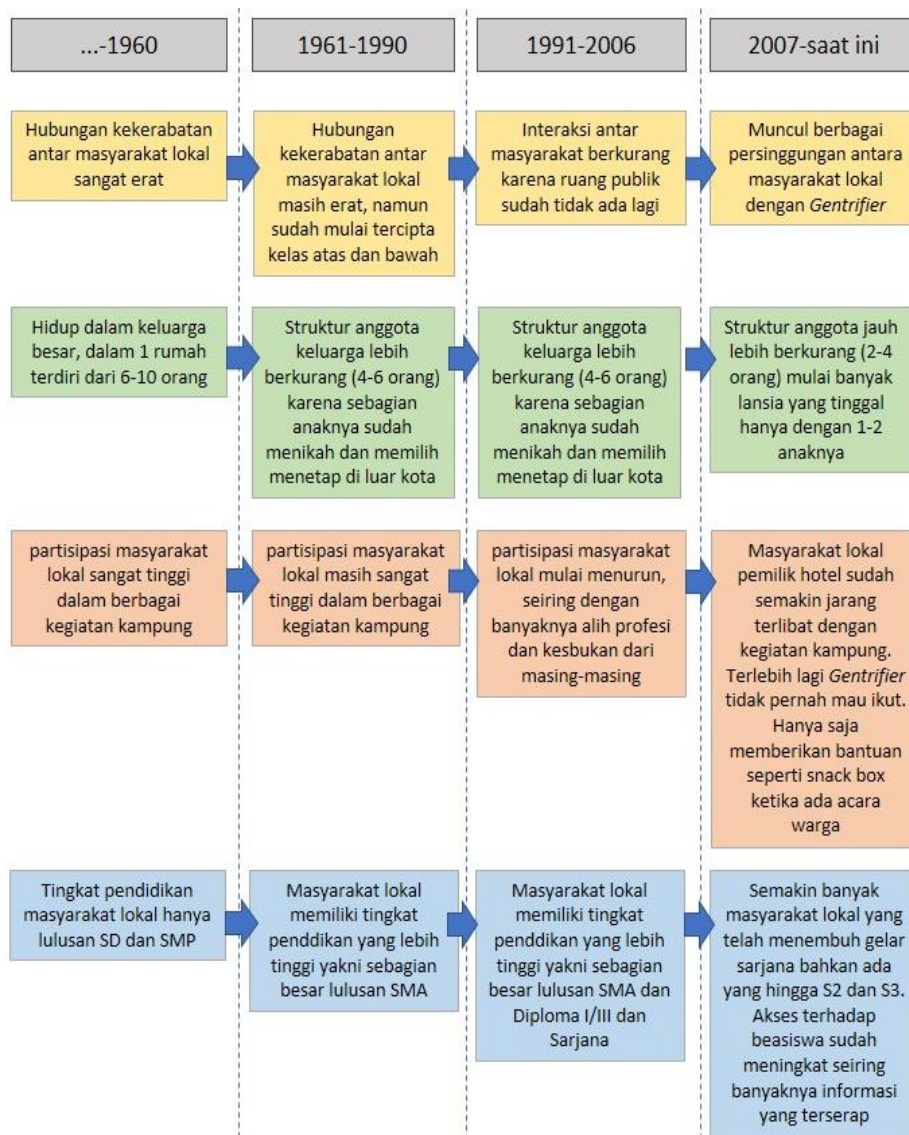 ...-1960
1961-1990
1991-2006
2007-saat ini
Hubungan kekerabatan
antar masyarakat lokal
sangat erat
Hubungan
kekerabatan antar
masyarakat lokal
masih erat, namun
sudah mulai tercipta
kelas atas dan bawah
Interaksi antar
masyarakat berkurang
karena ruang publik
sudah tidak ada lagi
Muncul berbagai
persinggungan antara
masyarakat lokal
dengan Gentrifier
Hidup dalam keluarga
besar, dalam 1 rumah
terdiri dari 6-10 orang
Struktur anggota
keluarga lebih
berkurang (4-6 orang)
karena sebagian
anaknya sudah
menikah dan memilih
menetap di luar kota
Struktur anggota
keluarga lebih
berkurang (4-6 orang)
karena sebagian
anaknya sudah
menikah dan memilih
menetap di luar kota
Struktur anggota jauh
lebih berkurang (2-4
orang) mulai banyak
lansia yang tinggal
hanya dengan 1-2
anaknya
partisipasi masyarakat
lokal sangat tinggi
dalam berbagai
kegiatan kampung
partisipasi masyarakat
lokal masih sangat
tinggi dalam berbagai
kegiatan kampung
partisipasi masyarakat
lokal mulai menurun,
seiring dengan
banyaknya alih profesi
dan kesbukan dari
masing-masing
Masyarakat lokal
pemilik hotel sudah
semakin jarang
terlibat dengan
kegiatan kampung.
Terlebih lagi Gentrifier
tidak pernah mau ikut.
Hanya saja
memberikan bantuan
seperti snack box
ketika ada acara
warga
Tingkat pendidikan
masyarakat lokal hanya
lulusan SD dan SMP
Masyarakat lokal
memiliki tingkat
penddikan yang lebih
tinggi yakni sebagian
besar lulusan SMA
Masyarakat lokal
memiliki tingkat
penddikan yang lebih
tinggi yakni sebagian
besar lulusan SMA dan
Diploma I/III dan
Sarjana
Semakin banyak
masyarakat lokal yang
telah menembuh gelar
sarjana bahkan ada
yang hingga S2 dan S3.
Akses terhadap
beasiswa sudah
meningkat seiring
banyaknya informasi
yang terserap